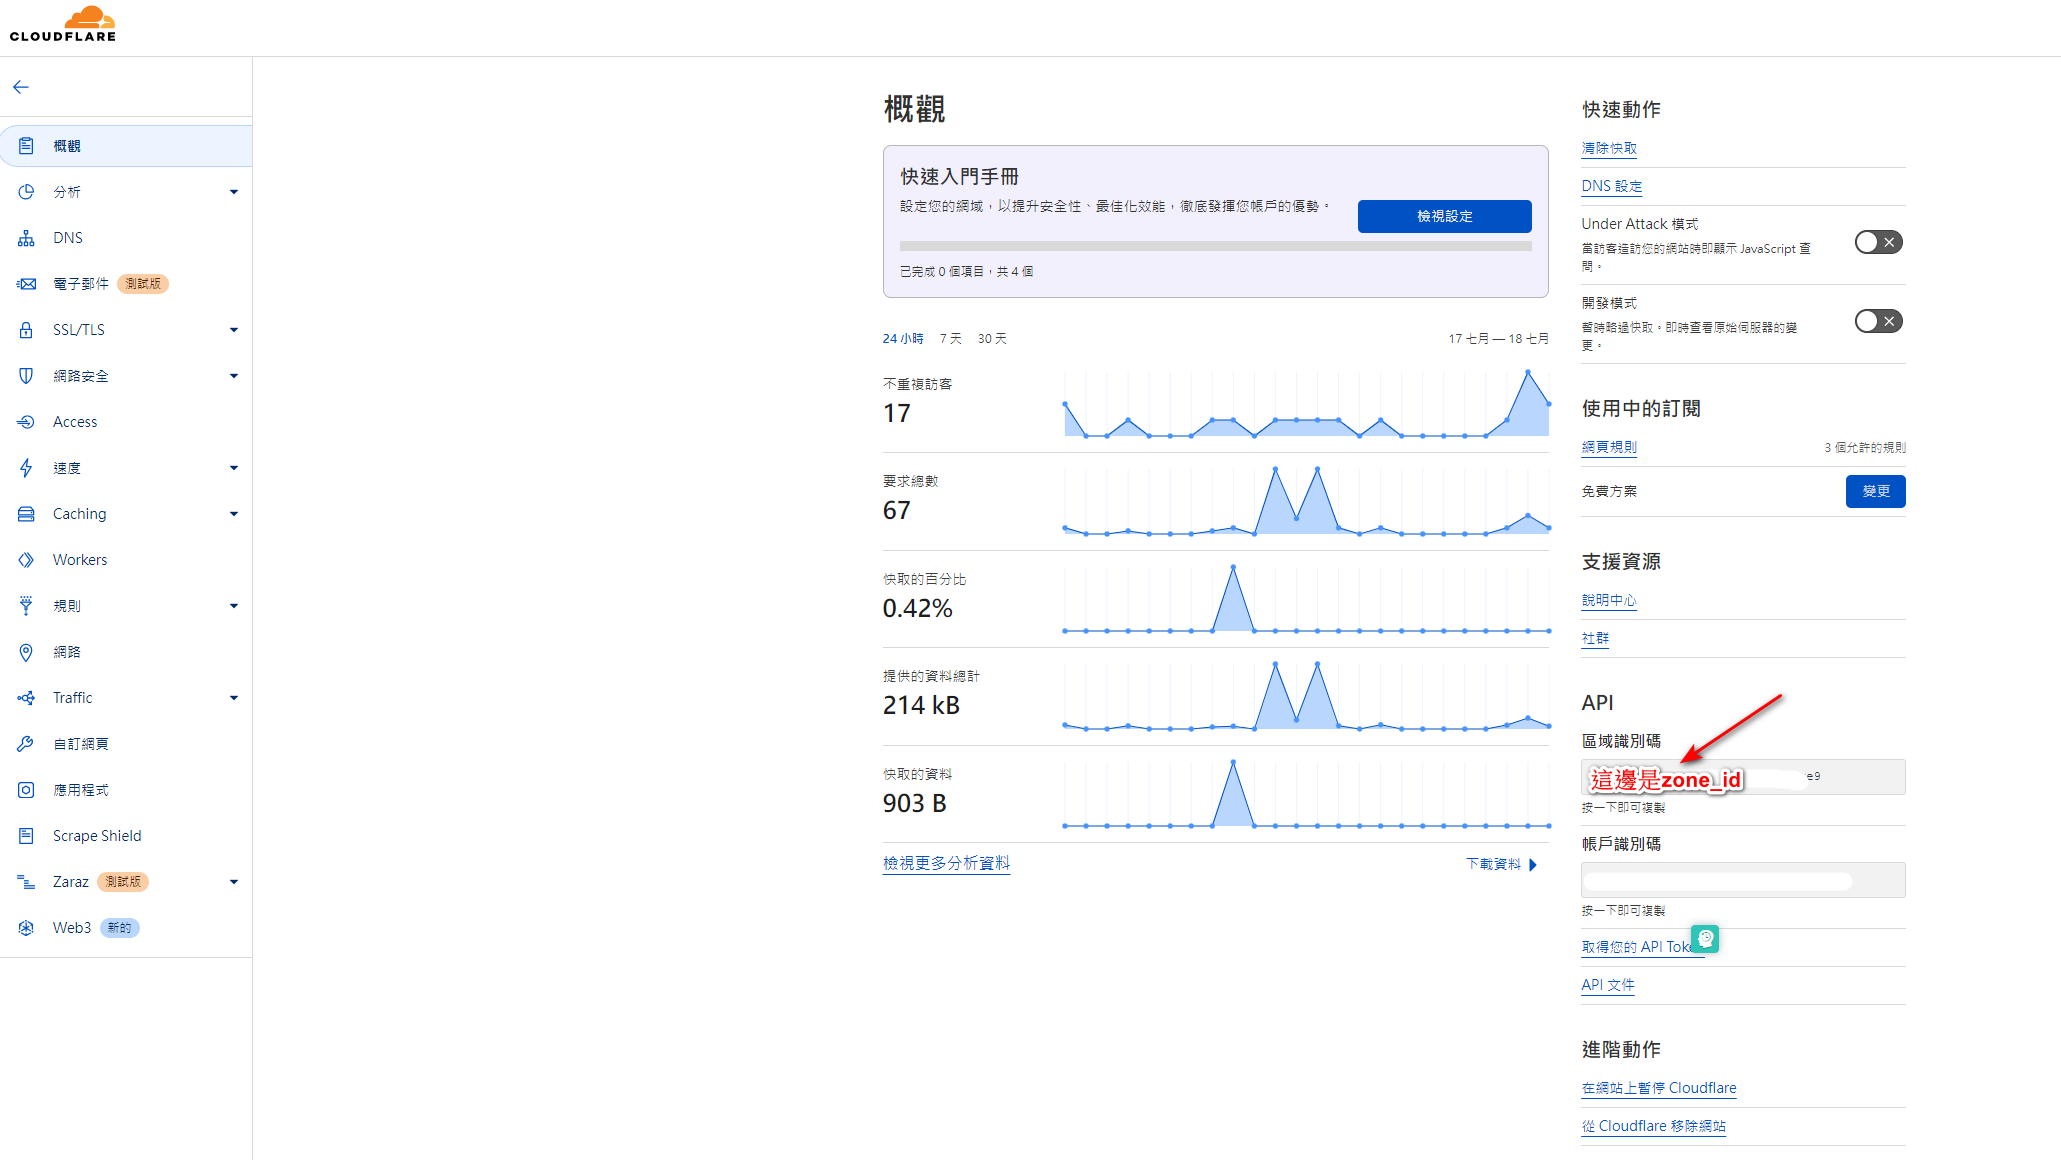 CLOUDFLARE
概觀
分析
DNS
電子郵件 測試版
SSL/TLS
網路安全
Access
速度
Caching
Workers
規則
網路
Traffic
自訂網頁
應用程式
Scrape Shield
Zaraz 測試版
Web3 新的
概觀
快速入門手冊
設定您的網域，以提升安全性、最佳化效能，徹底發揮您帳戶的優勢。
檢視設定
已完成 0 個項目，共 4 個
24 小時 7 天 30 天
17 七月 — 18 七月
不重複訪客
17
要求總數
67
快取的百分比
0.42%
提供的資料總計
214 kB
快取的資料
903 B
檢視更多分析資料
下載資料
快速動作
清除快取
DNS 設定
Under Attack 模式
當訪客造訪您的網站時即顯示 JavaScript 查
問。
開發模式
暫時略過快取。即時查看原始伺服器的變
更。
使用中的訂閱
網頁規則
3 個允許的規則
免費方案
變更
支援資源
說明中心
社群
API
區域識別碼
這邊是zone_id
e9
按一下即可複製
帳戶識別碼
按一下即可複製
取得您的 API Toke
API 文件
進階動作
在網站上暫停 Cloudflare
從 Cloudflare 移除網站